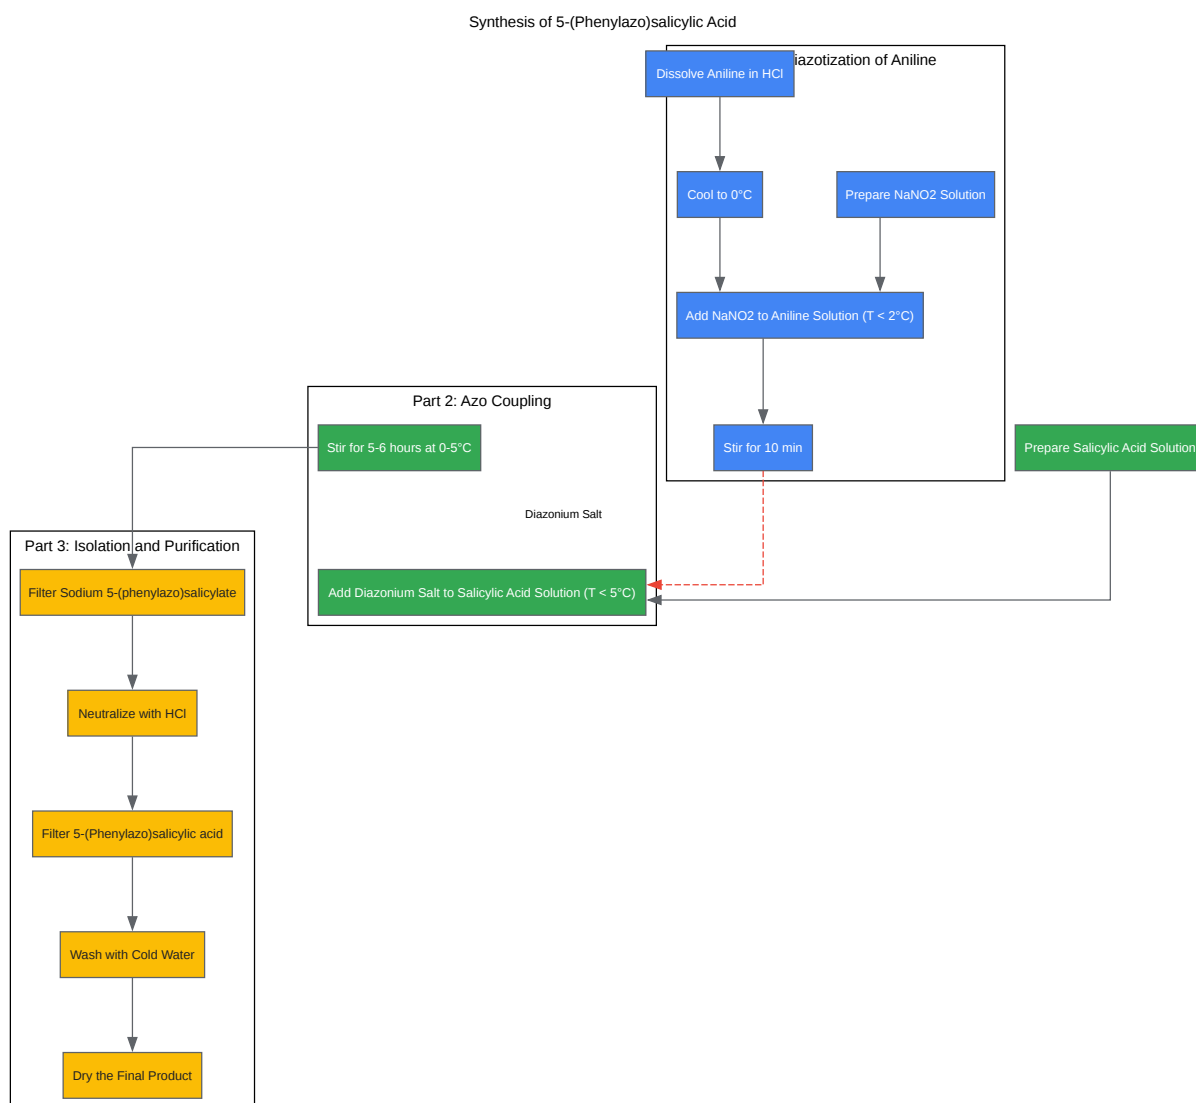 Synthesis of 5-(Phenylazo)salicylic Acid
iazotization of Aniline
Dissolve Aniline in HCl
Cool to 0°C
Prepare NaNO2 Solution
Add NaNO2 to Aniline Solution (T < 2°C)
Stir for 10 min
Part 2: Azo Coupling
Stir for 5-6 hours at 0-5°C
Prepare Salicylic Acid Solution
Diazonium Salt
Add Diazonium Salt to Salicylic Acid Solution (T < 5°C)
Part 3: Isolation and Purification
Filter Sodium 5-(phenylazo)salicylate
Neutralize with HCl
Filter 5-(Phenylazo)salicylic acid
Wash with Cold Water
Dry the Final Product